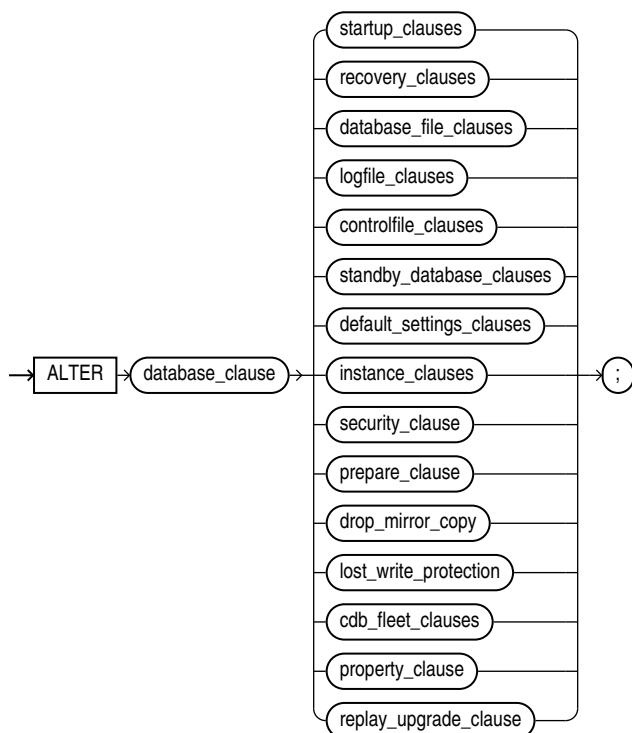 startup_clauses
recovery_clauses
database_file_clauses
logfile_clauses
controlfile_clauses
standby_database_clauses
default_settings_clauses
ALTER database_clause instance_clauses ;
security_clause
prepare_clause
drop_mirror_copy
lost_write_protection
cdb_fleet_clauses
property_clause
replay_upgrade_clause